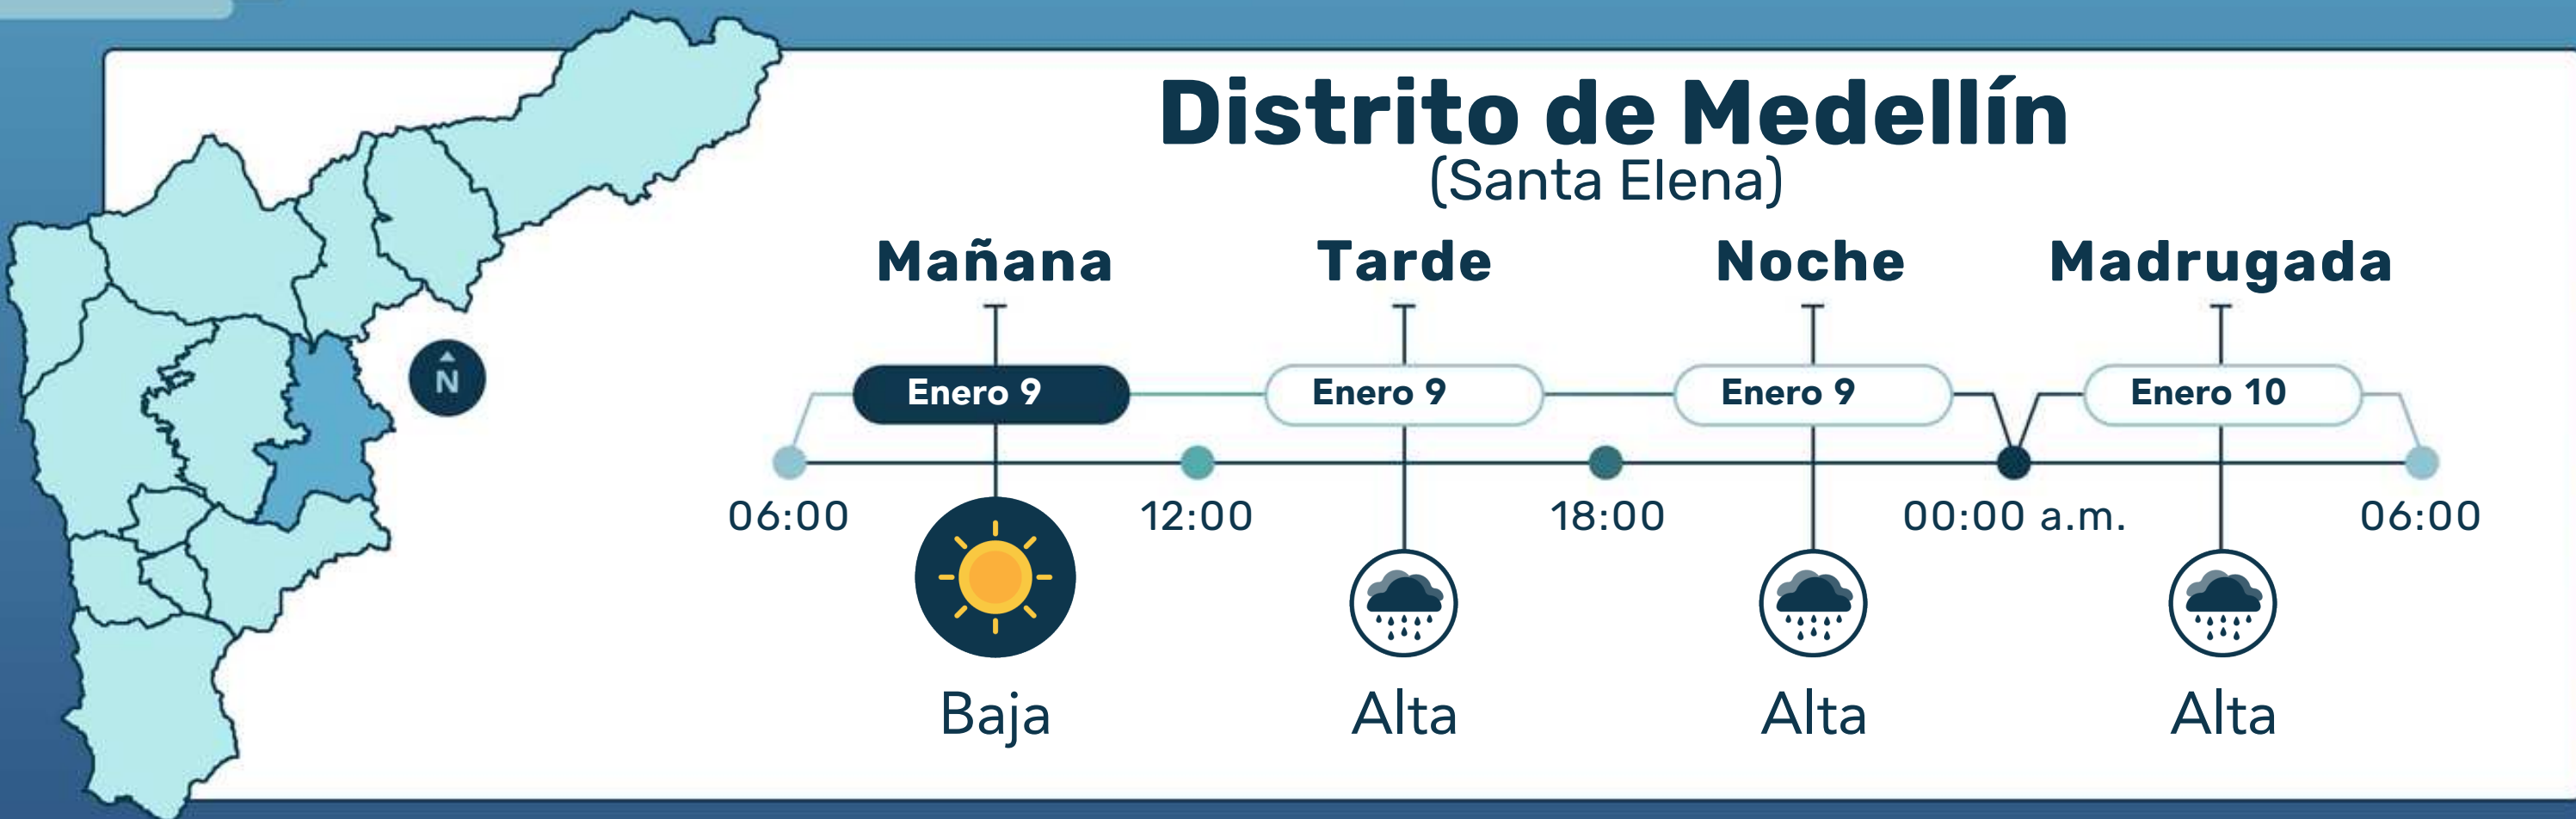 Distrito de Medellín
(Santa Elena)
Mañana Tarde Noche Madrugada
N
Enero 9 Enero 9 Enero 9 Enero 10
06:00 12:00 18:00 00:00 a.m. 06:00
Baja Alta Alta Alta